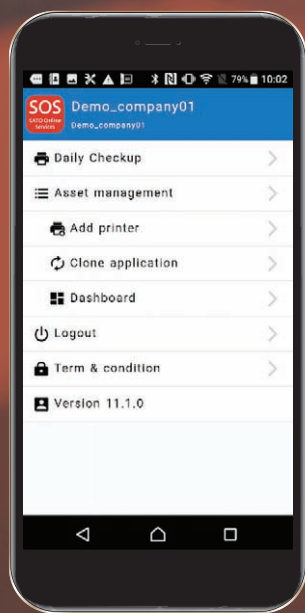 79% 10:02
SOS
SATO Online
Services
Demo_company01
Demo_company01
Daily Checkup
Asset management
Add printer
Clone application
Dashboard
Logout
Term & condition
Version 11.1.0